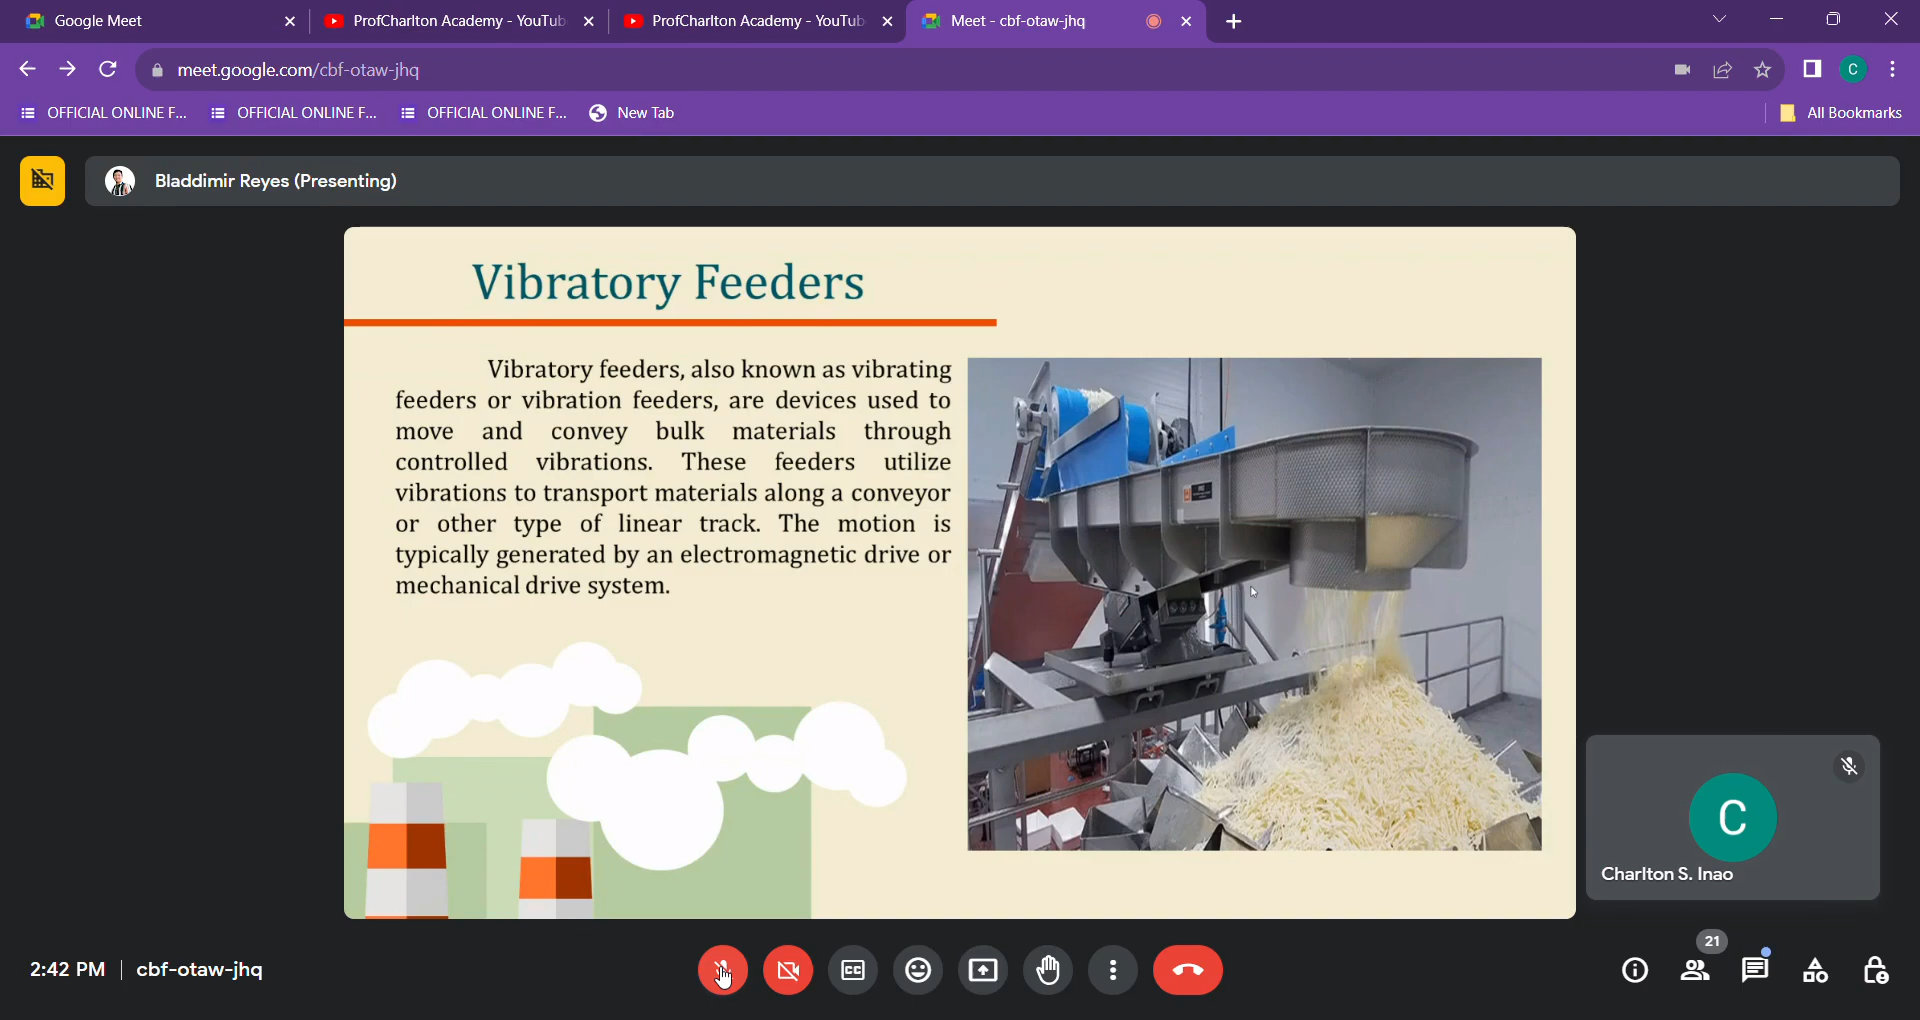 Google Meet
ProfCharlton Academy - YouTub
ProfCharlton Academy - YouTub
Meet - cbf-otaw-jhq
meet.google.com/cbf-otaw-jhq
C
OFFICIAL ONLINE F...
OFFICIAL ONLINE F...
OFFICIAL ONLINE F...
New Tab
All Bookmarks
Bladdimir Reyes (Presenting)
Vibratory Feeders
Vibratory feeders, also known as vibrating
feeders or vibration feeders, are devices used to
move and convey bulk materials through
controlled vibrations. These feeders utilize
vibrations to transport materials along a conveyor
or other type of linear track. The motion is
typically generated by an electromagnetic drive or
mechanical drive system.
C
Charlton S. Inao
2:42 PM
cbf-otaw-jhq
CC
21